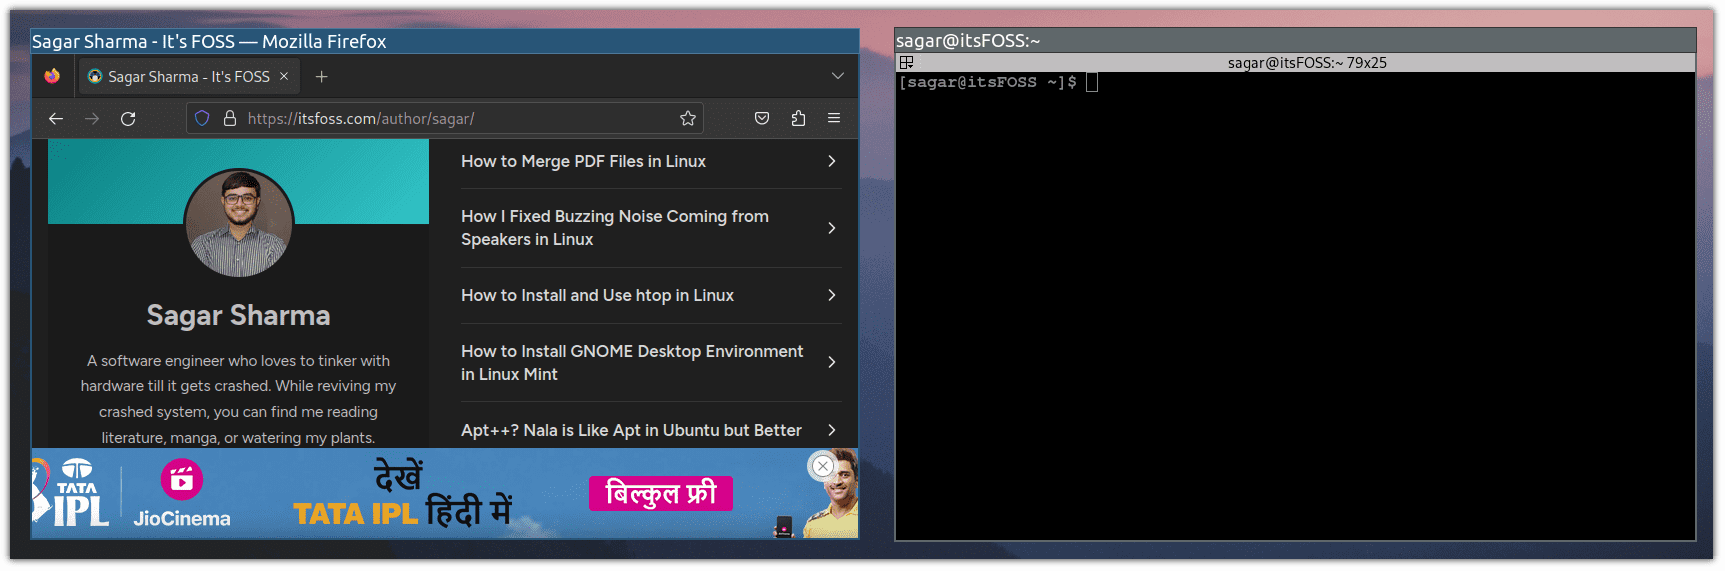 Sagar Sharma - It's FOSS — Mozilla Firefox
Sagar Sharma - It's FOSS
https://itsfoss.com/author/sagar/
Sagar Sharma
A software engineer who loves to tinker with
hardware till it gets crashed. While reviving my
crashed system, you can find me reading
literature, manga, or watering my plants.
How to Merge PDF Files in Linux
How I Fixed Buzzing Noise Coming from
Speakers in Linux
How to Install and Use htop in Linux
How to Install GNOME Desktop Environment
in Linux Mint
Apt++? Nala is Like Apt in Ubuntu but Better
TATA
IPL
JioCinema
देखें
TATA IPL हिंदी में
बिल्कुल फ्री
sagar@itsFOSS:~
sagar@itsFOSS:~ 79x25
[sagar@itsFOSS ~]$